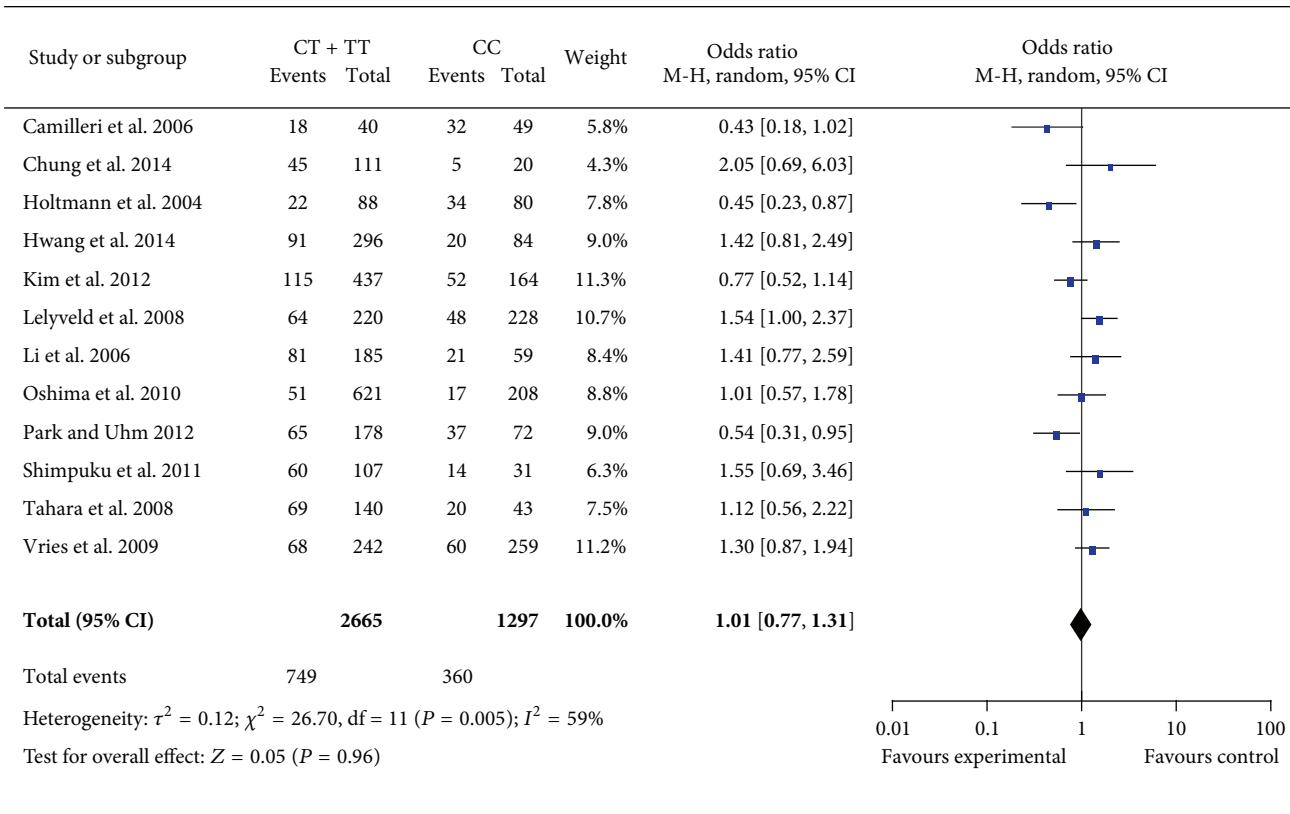 Study or subgroup CT + TT CC Weight Odds ratio Odds ratio
Events Total Events Total M-H, random, 95% CI M-H, random, 95% CI
Camilleri et al. 2006 18 40 32 49 5.8% 0.43 [0.18, 1.02]
Chung et al. 2014 45 111 5 20 4.3% 2.05 [0.69, 6.03]
Holtmann et al. 2004 22 88 34 80 7.8% 0.45 [0.23, 0.87]
Hwang et al. 2014 91 296 20 84 9.0% 1.42 [0.81, 2.49]
Kim et al. 2012 115 437 52 164 11.3% 0.77 [0.52, 1.14]
Lelyveld et al. 2008 64 220 48 228 10.7% 1.54 [1.00, 2.37]
Li et al. 2006 81 185 21 59 8.4% 1.41 [0.77, 2.59]
Oshima et al. 2010 51 621 17 208 8.8% 1.01 [0.57, 1.78]
Park and Uhm 2012 65 178 37 72 9.0% 0.54 [0.31, 0.95]
Shimpuku et al. 2011 60 107 14 31 6.3% 1.55 [0.69, 3.46]
Tahara et al. 2008 69 140 20 43 7.5% 1.12 [0.56, 2.22]
Vries et al. 2009 68 242 60 259 11.2% 1.30 [0.87, 1.94]
Total (95% CI) 2665 1297 100.0% 1.01 [0.77, 1.31]
Total events 749 360
Heterogeneity: τ² = 0.12; χ² = 26.70, df = 11 (P = 0.005); I² = 59%
Test for overall effect: Z = 0.05 (P = 0.96)
0.01 0.1 1 10 100
Favours experimental Favours control